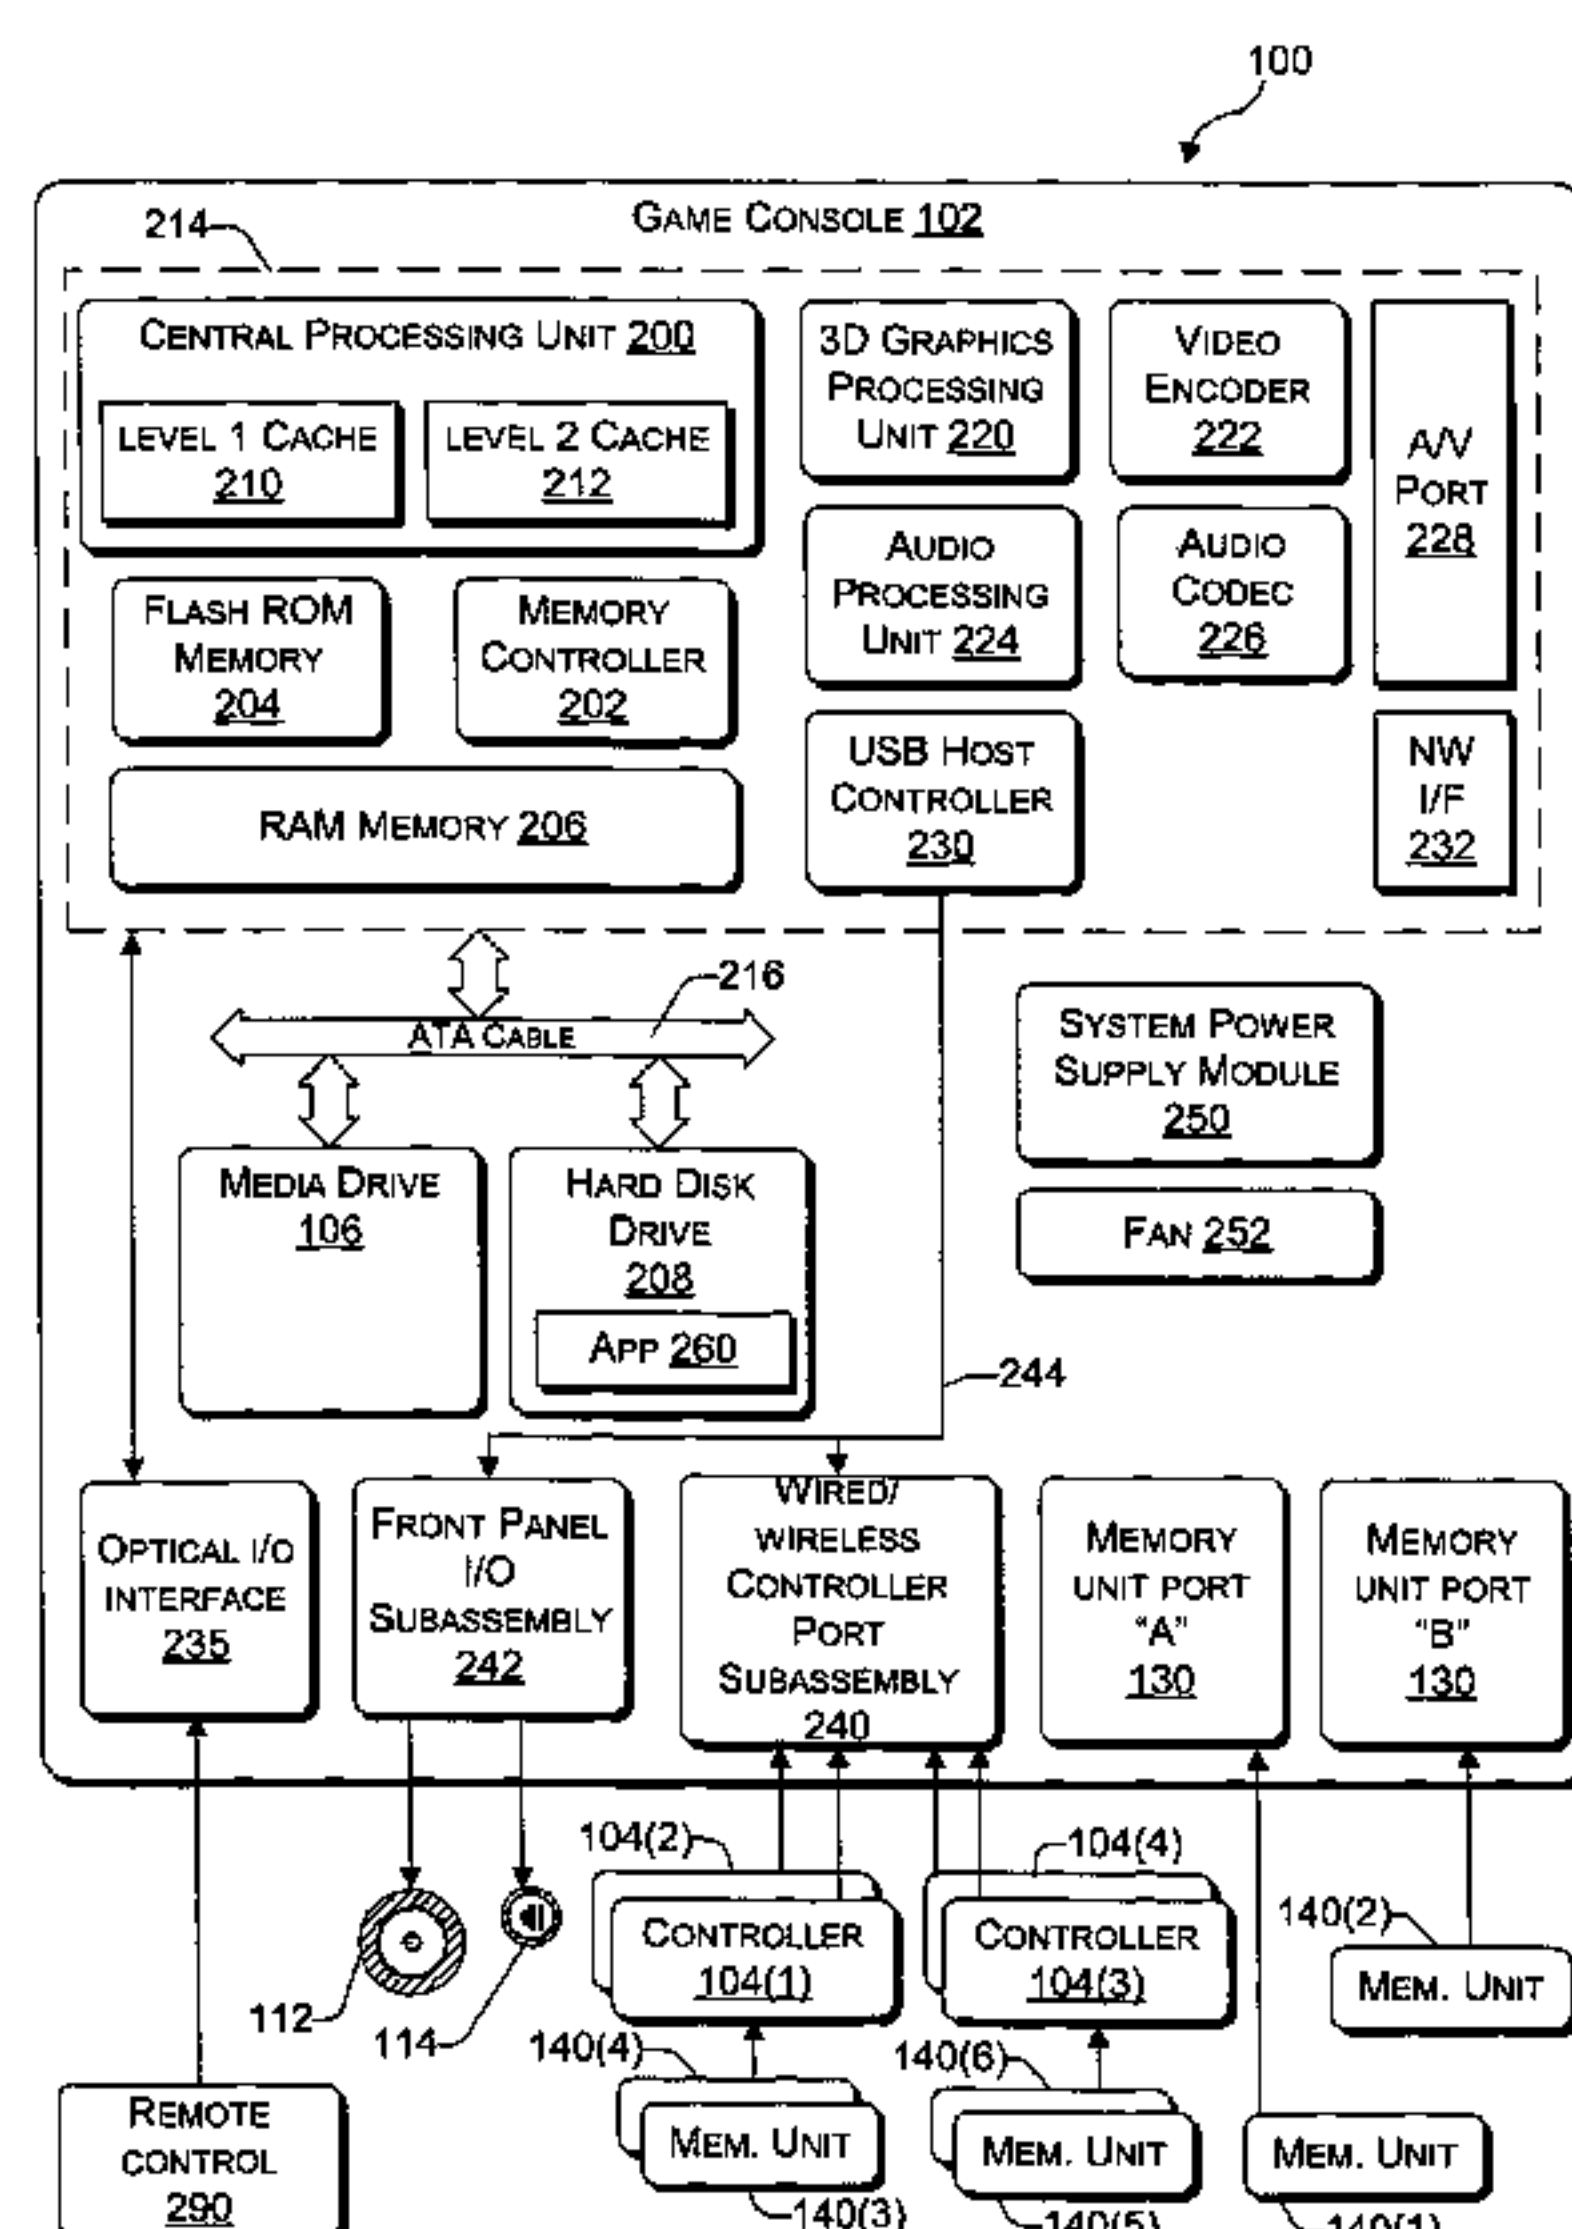 100
GAME CONSOLE 102
214
CENTRAL PROCESSING UNIT 200
LEVEL 1 CACHE
210
LEVEL 2 CACHE
212
3D GRAPHICS
PROCESSING
UNIT 220
VIDEO
ENCODER
222
A/V
PORT
228
AUDIO
PROCESSING
UNIT 224
AUDIO
CODEC
226
FLASH ROM
MEMORY
204
MEMORY
CONTROLLER
202
USB HOST
CONTROLLER
230
NW
I/F
232
RAM MEMORY 206
216
ATA CABLE
SYSTEM POWER
SUPPLY MODULE
250
MEDIA DRIVE
106
HARD DISK
DRIVE
208
APP 260
FAN 252
244
OPTICAL I/O
INTERFACE
235
FRONT PANEL
I/O
SUBASSEMBLY
242
WIRED/
WIRELESS
CONTROLLER
PORT
SUBASSEMBLY
240
MEMORY
UNIT PORT
"A"
130
MEMORY
UNIT PORT
"B"
130
104(2)
104(4)
CONTROLLER
104(1)
CONTROLLER
104(3)
140(2)
MEM. UNIT
112
114
140(4)
140(6)
REMOTE
CONTROL
290
MEM. UNIT
140(3)
MEM. UNIT
140(5)
MEM. UNIT
140(1)